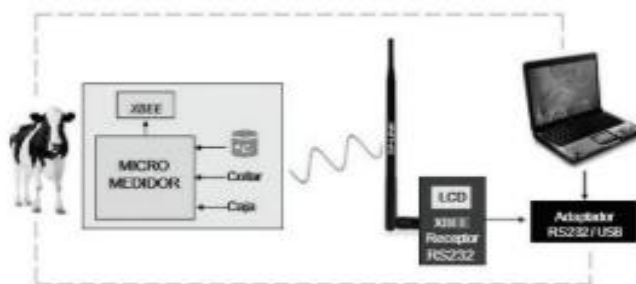 XBEE
MICRO
MEDIDOR
Collar
Caja
LCD
XBEE
Receptor
RS232
Adaptador
RS232 / USB